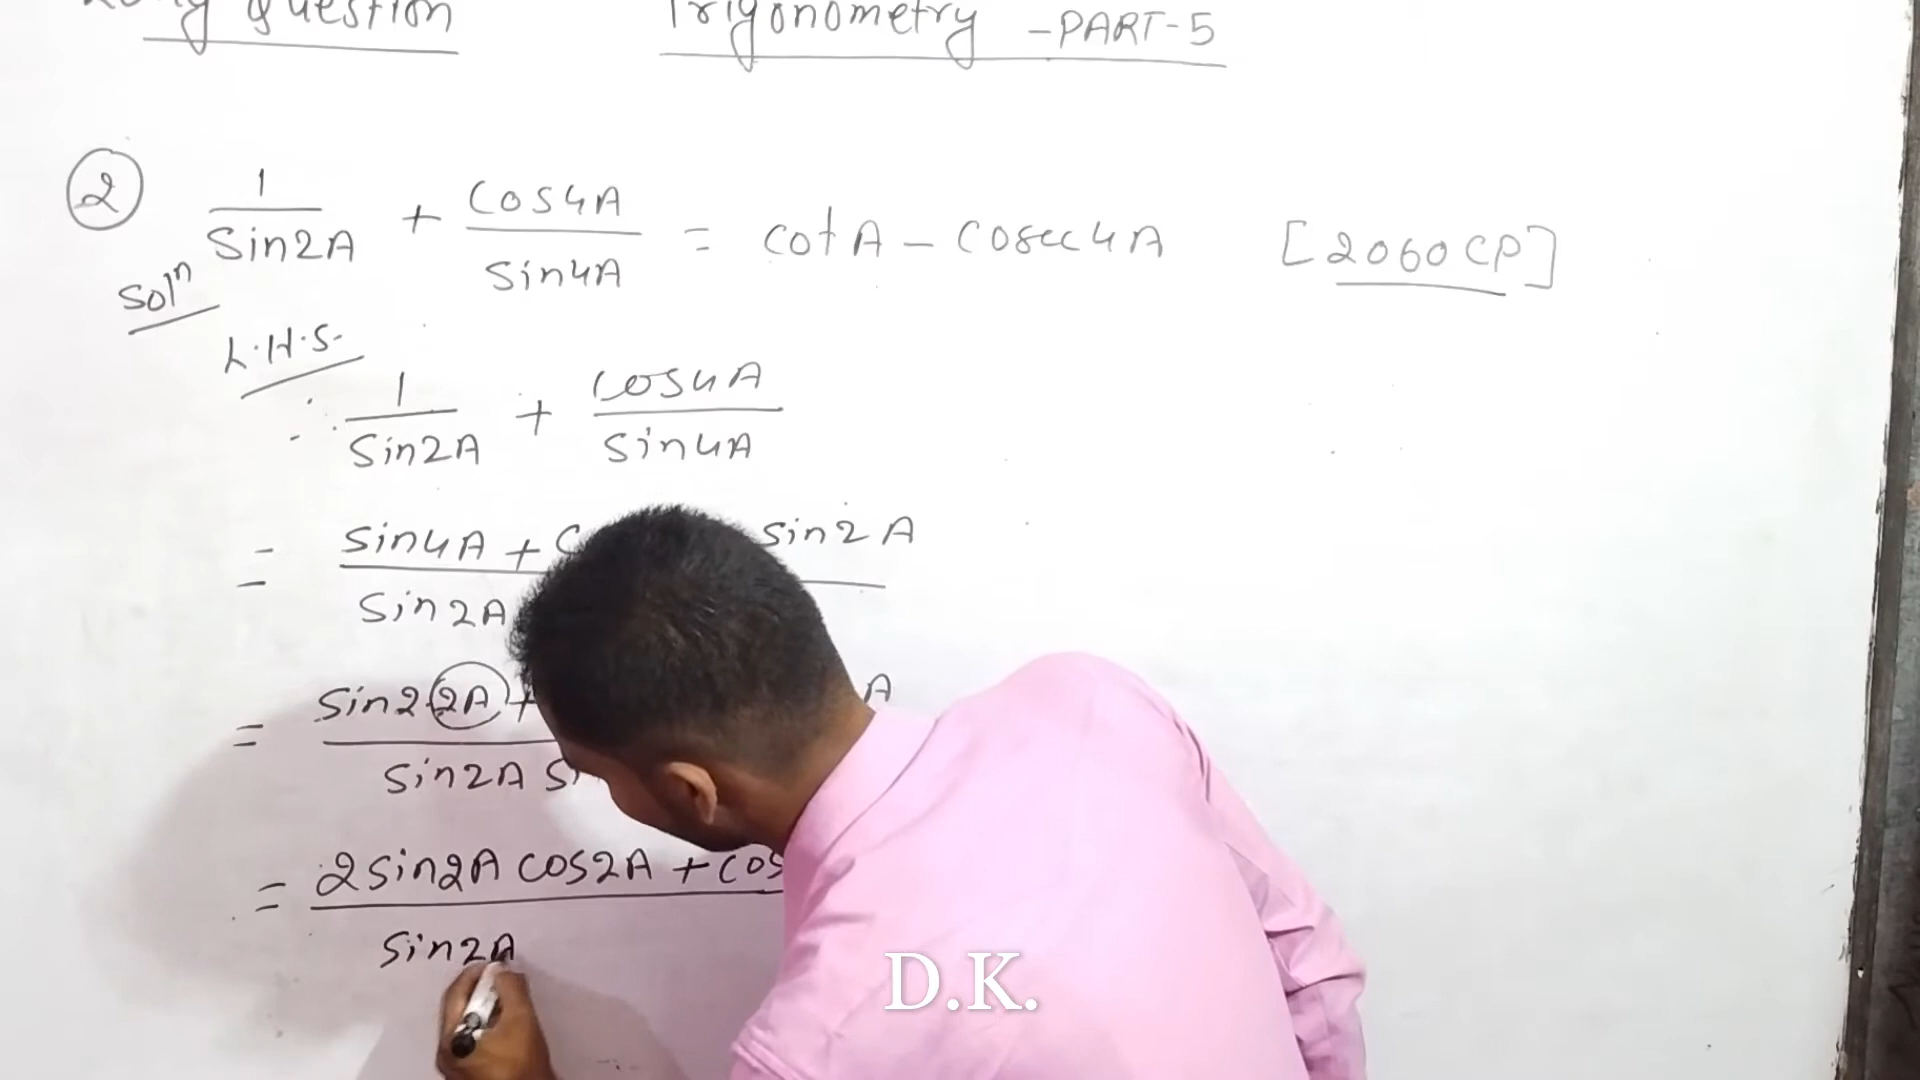 Question Trigonometry - PART-5
2 1/sin2A + cos4A/sin4A = cotA - cosec4A [2060 CP]
Solⁿ
L.H.S.
1/sin2A + cos4A/sin4A
= sin4A + sin2A
sin2A
= sin2(2A) + A
sin2A
= 2sin2A cos2A + cos
sin2A
D.K.